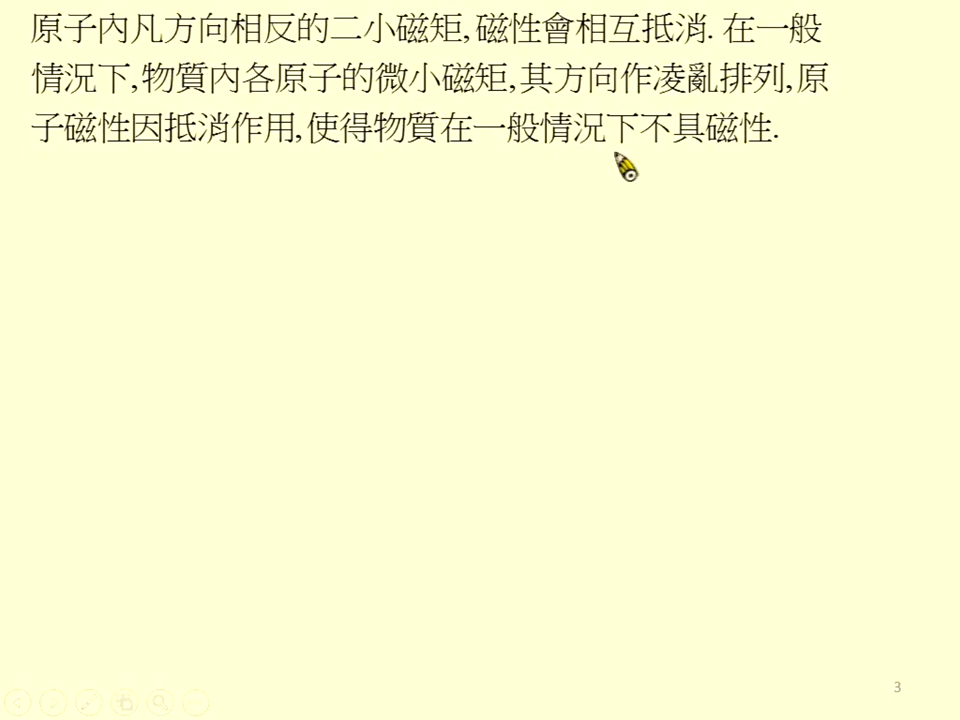 原子內凡方向相反的二小磁矩,磁性會相互抵消. 在一般
情況下,物質內各原子的微小磁矩,其方向作凌亂排列,原
子磁性因抵消作用,使得物質在一般情況下不具磁性.
3